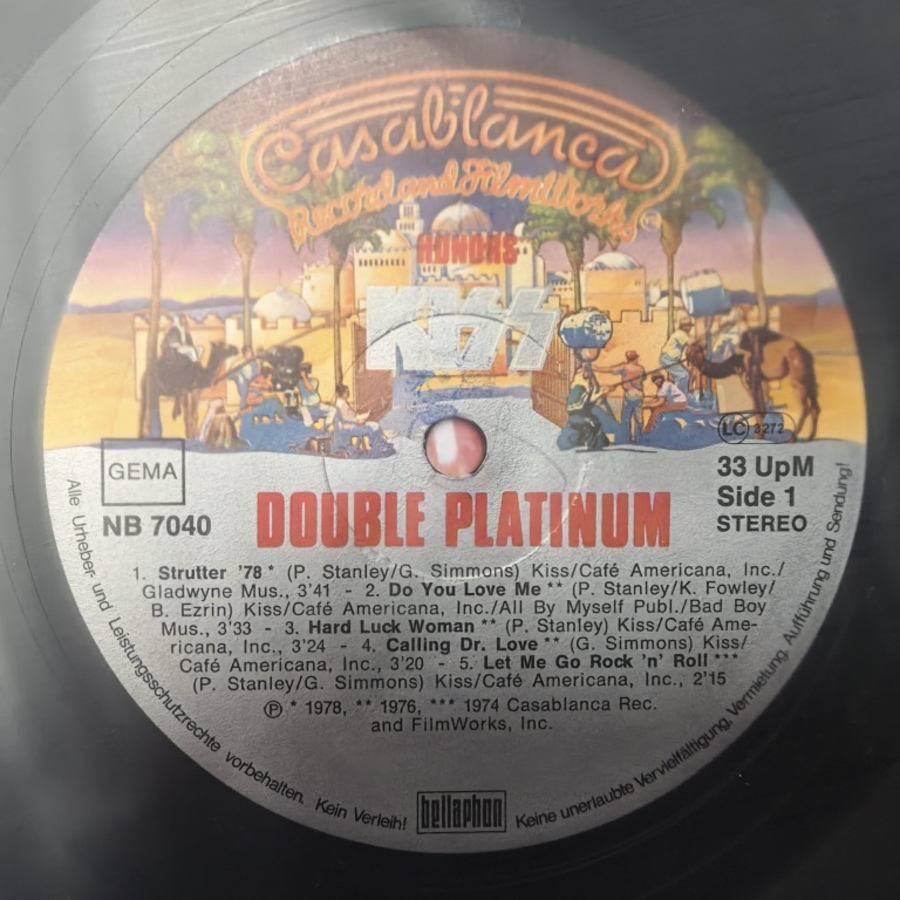 Casablanca
Record and FilmWorks
HONORS
KISS
LC 3272
GEMA
33 UpM
Side 1
NB 7040
DOUBLE PLATINUM
STEREO
1. Strutter '78 * (P. Stanley/G. Simmons) Kiss/Café Americana, Inc./
Gladwyne Mus., 3'41 - 2. Do You Love Me ** (P. Stanley/K. Fowley/
B. Ezrin) Kiss/Café Americana, Inc./All By Myself Publ./Bad Boy
Mus., 3'33 - 3. Hard Luck Woman ** (P. Stanley) Kiss/Café Ame-
ricana, Inc., 3'24 - 4. Calling Dr. Love ** (G. Simmons) Kiss/
Café Americana, Inc., 3'20 - 5. Let Me Go Rock 'n' Roll ***
(P. Stanley/G. Simmons) Kiss/Café Americana, Inc., 2'15
℗ * 1978, ** 1976, *** 1974 Casablanca Rec.
and FilmWorks, Inc.
Alle Urheber- und Leistungsschutzrechte vorbehalten. Kein Verleih! Keine unerlaubte Vervielfältigung, Vermietung, Aufführung und Sendung!
bellaphon